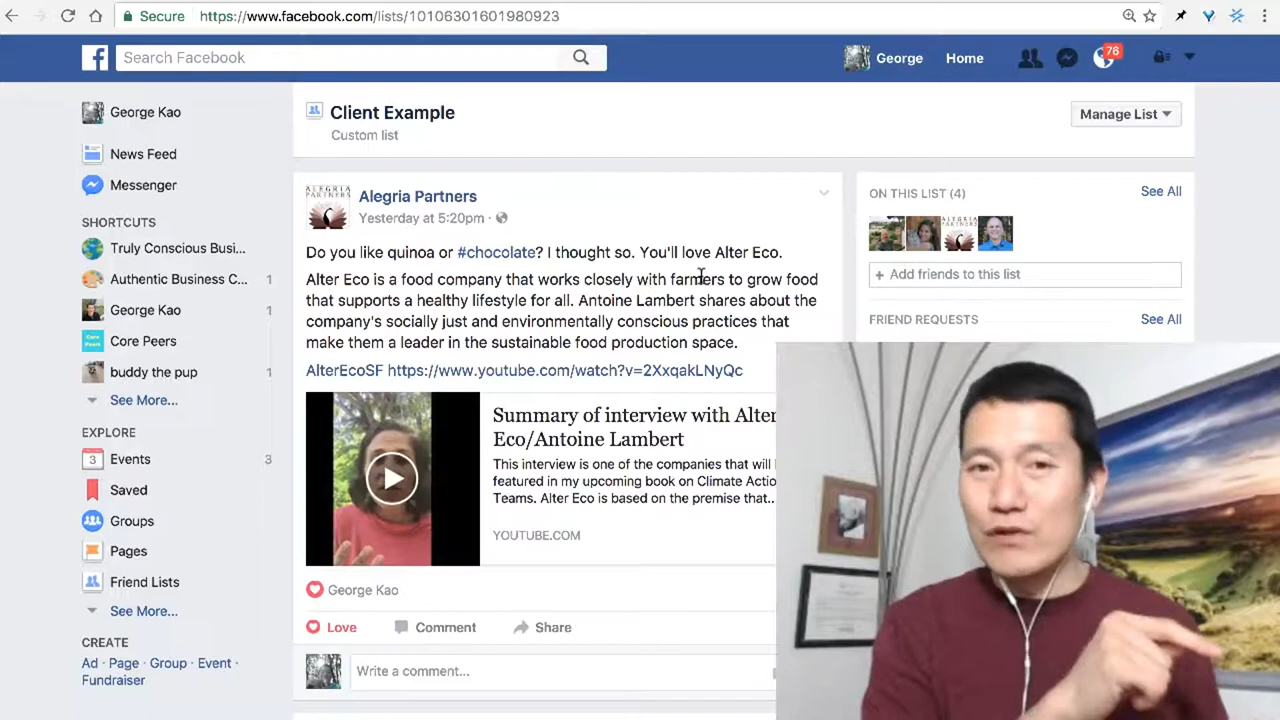 Secure
https://www.facebook.com/lists/10106301601980923
Search Facebook
George
Home
76
George Kao
News Feed
Messenger
SHORTCUTS
Truly Conscious Busi...
Authentic Business C...
1
George Kao
1
Core Peers
buddy the pup
1
See More...
EXPLORE
Events
3
3
Saved
Groups
Pages
Friend Lists
See More...
CREATE
Ad · Page · Group · Event ·
Fundraiser
Client Example
Custom list
Manage List
ALEGRIA
PARTNERS
Alegria Partners
Yesterday at 5:20pm ·
Do you like quinoa or #chocolate? I thought so. You'll love Alter Eco.
Alter Eco is a food company that works closely with farmers to grow food
that supports a healthy lifestyle for all. Antoine Lambert shares about the
company's socially just and environmentally conscious practices that
make them a leader in the sustainable food production space.
AlterEcoSF https://www.youtube.com/watch?v=2XxqakLNyQc
Summary of interview with Alter
Eco/Antoine Lambert
This interview is one of the companies that will
featured in my upcoming book on Climate Actio
Teams. Alter Eco is based on the premise that..
YOUTUBE.COM
George Kao
Love
Comment
Share
Write a comment...
ON THIS LIST (4)
See All
+ Add friends to this list
FRIEND REQUESTS
See All